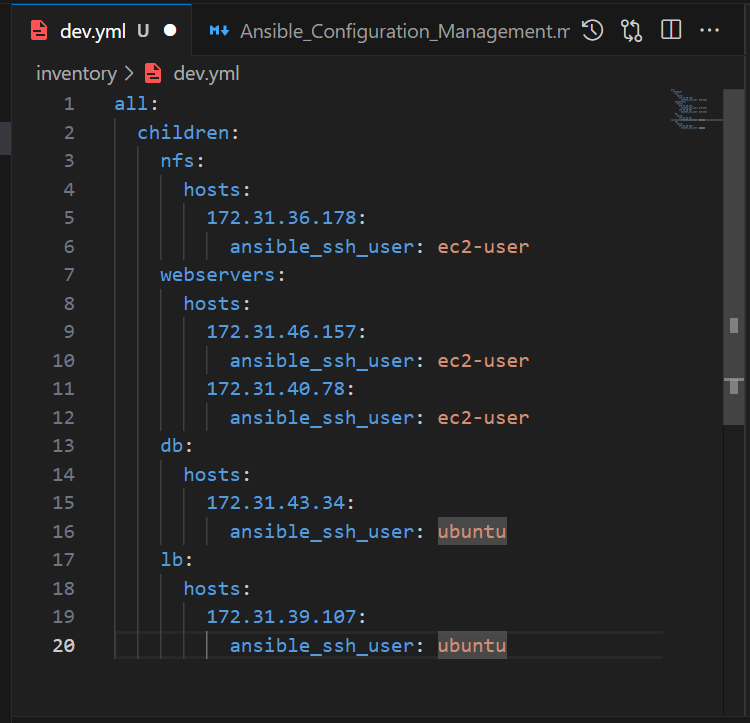 dev.yml U Ansible_Configuration_Management.m
inventory > dev.yml
1 all:
2 children:
3 nfs:
4 hosts:
5 172.31.36.178:
6 ansible_ssh_user: ec2-user
7 webservers:
8 hosts:
9 172.31.46.157:
10 ansible_ssh_user: ec2-user
11 172.31.40.78:
12 ansible_ssh_user: ec2-user
13 db:
14 hosts:
15 172.31.43.34:
16 ansible_ssh_user: ubuntu
17 lb:
18 hosts:
19 172.31.39.107:
20 ansible_ssh_user: ubuntu